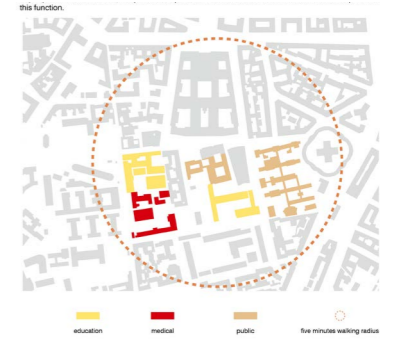 this function.
education
medical
public
five minutes walking radius